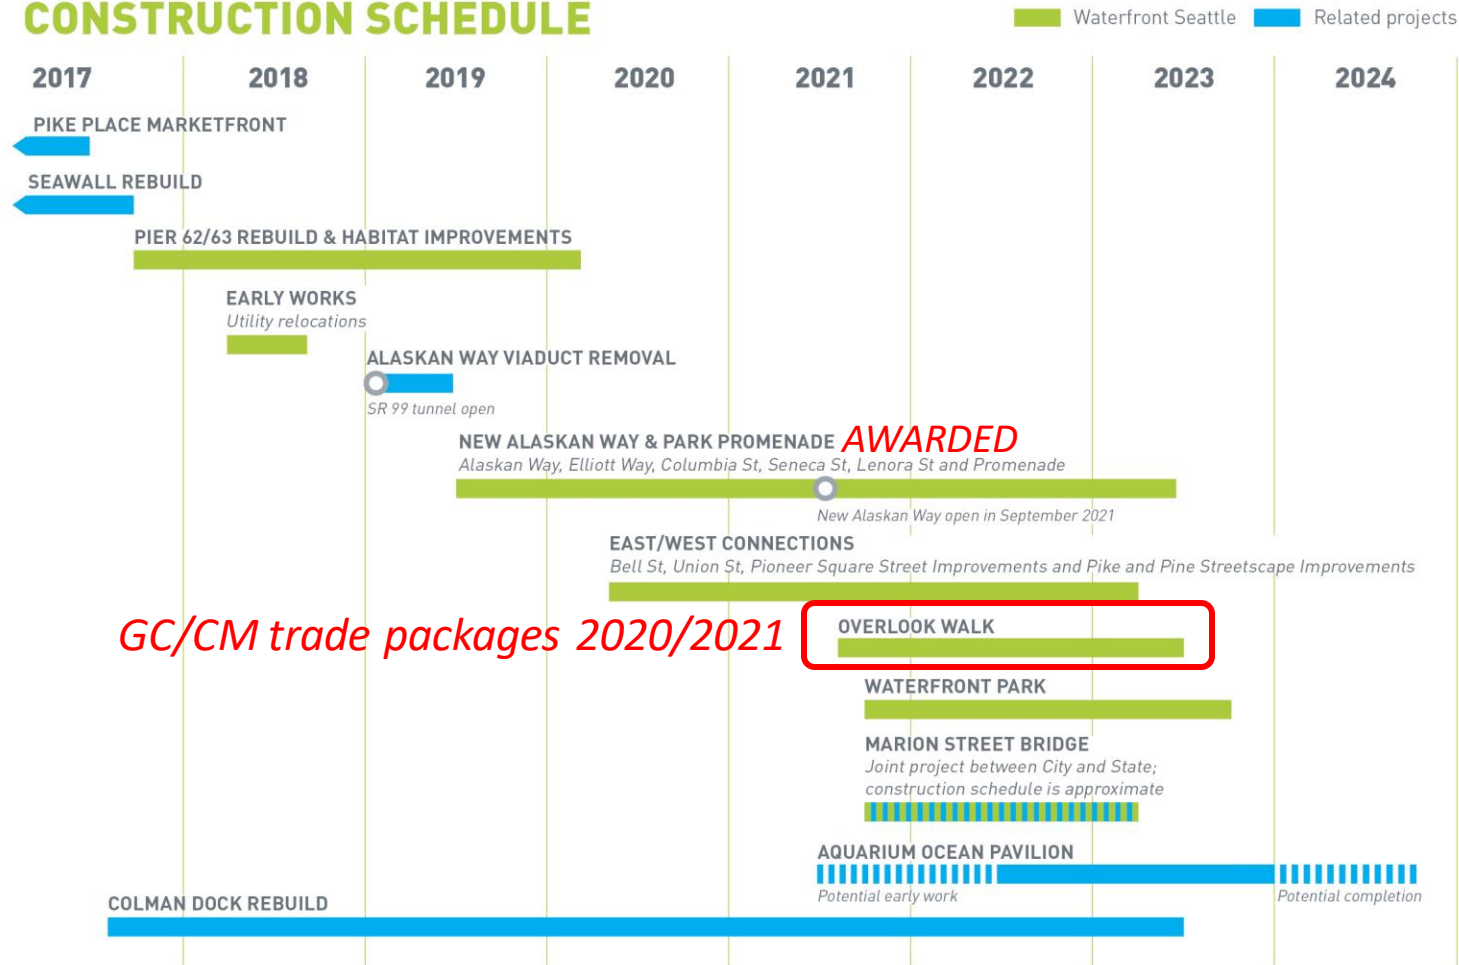 CONSTRUCTION SCHEDULE
Waterfront Seattle Related projects
2017 2018 2019 2020 2021 2022 2023 2024
PIKE PLACE MARKETFRONT
SEAWALL REBUILD
PIER 62/63 REBUILD & HABITAT IMPROVEMENTS
EARLY WORKS
Utility relocations
ALASKAN WAY VIADUCT REMOVAL
SR 99 tunnel open
NEW ALASKAN WAY & PARK PROMENADE AWARDED
Alaskan Way, Elliott Way, Columbia St, Seneca St, Lenora St and Promenade
New Alaskan Way open in September 2021
EAST/WEST CONNECTIONS
Bell St, Union St, Pioneer Square Street Improvements and Pike and Pine Streetscape Improvements
GC/CM trade packages 2020/2021 OVERLOOK WALK
WATERFRONT PARK
MARION STREET BRIDGE
Joint project between City and State;
construction schedule is approximate
AQUARIUM OCEAN PAVILION
Potential early work Potential completion
COLMAN DOCK REBUILD